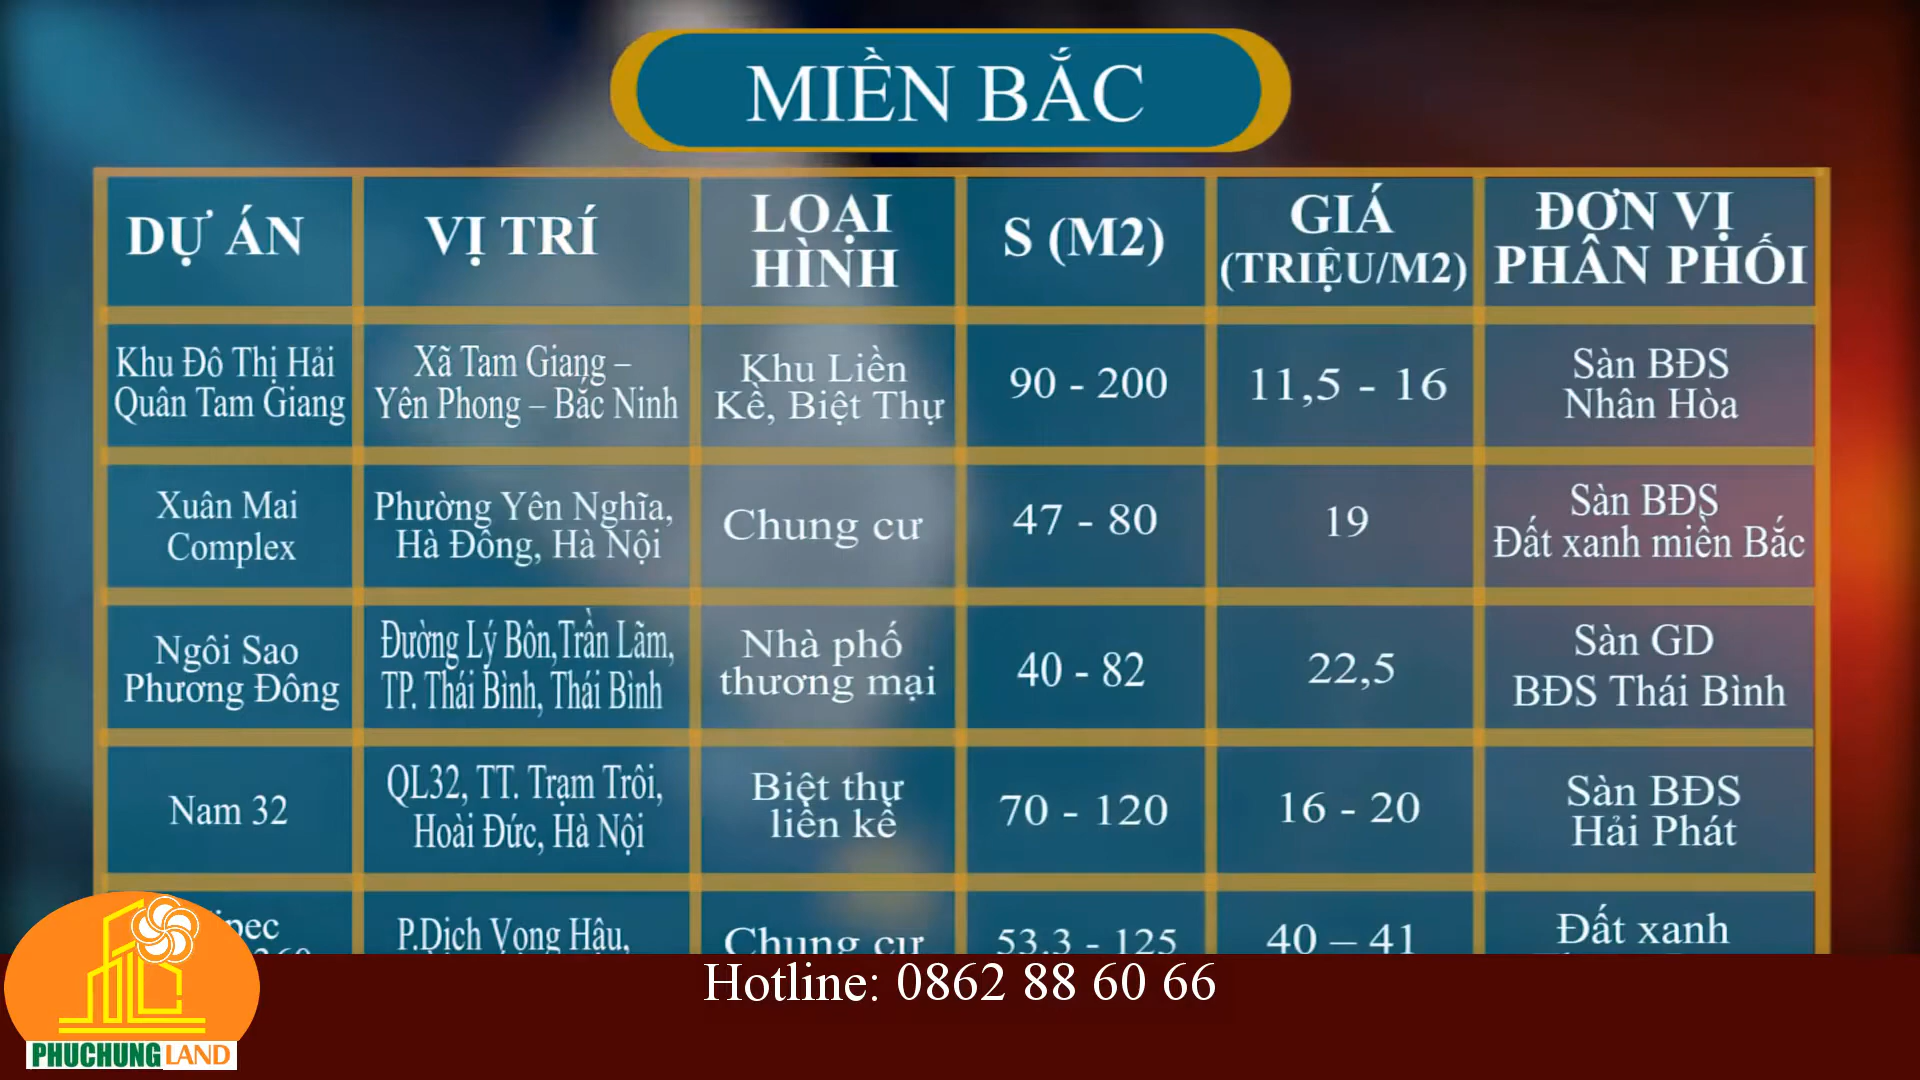 MIỀN BẮC
DỰ ÁN
VỊ TRÍ
LOẠI
HÌNH
S (M2)
GIÁ
(TRIỆU/M2)
ĐƠN VỊ
PHÂN PHỐI
Khu Đô Thị Hải
Quân Tam Giang
Xã Tam Giang –
Yên Phong – Bắc Ninh
Khu Liền
Kề, Biệt Thự
90 - 200
11,5 - 16
Sàn BĐS
Nhân Hòa
Xuân Mai
Complex
Phường Yên Nghĩa,
Hà Đông, Hà Nội
Chung cư
47 - 80
19
Sàn BĐS
Đất xanh miền Bắc
Ngôi Sao
Phương Đông
Đường Lý Bôn,Trần Lãm,
TP. Thái Bình, Thái Bình
Nhà phố
thương mại
40 - 82
22,5
Sàn GD
BĐS Thái Bình
Nam 32
QL32, TT. Trạm Trôi,
Hoài Đức, Hà Nội
Biệt thự
liền kề
70 - 120
16 - 20
Sàn BĐS
Hải Phát
P.Dịch Vọng Hậu,
Chung cư
53,3 - 125
40 – 41
Đất xanh
Hotline: 0862 88 60 66
PHUCHUNG LAND